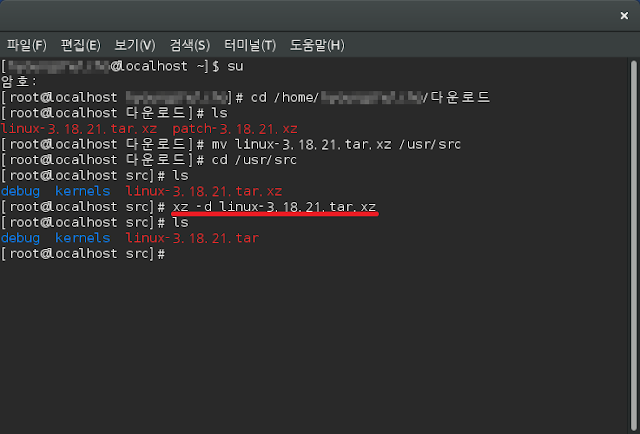 ×
파일(F) 편집(E) 보기(V) 검색(S) 터미널(T) 도움말(H)
[@localhost ~]$ su
암호:
[root@localhost ]# cd /home//다운로드
[root@localhost 다운로드]# ls
linux-3.18.21.tar.xz patch-3.18.21.xz
[root@localhost 다운로드]# mv linux-3.18.21.tar.xz /usr/src
[root@localhost 다운로드]# cd /usr/src
[root@localhost src]# ls
debug kernels linux-3.18.21.tar.xz
[root@localhost src]# xz -d linux-3.18.21.tar.xz
[root@localhost src]# ls
debug kernels linux-3.18.21.tar
[root@localhost src]#